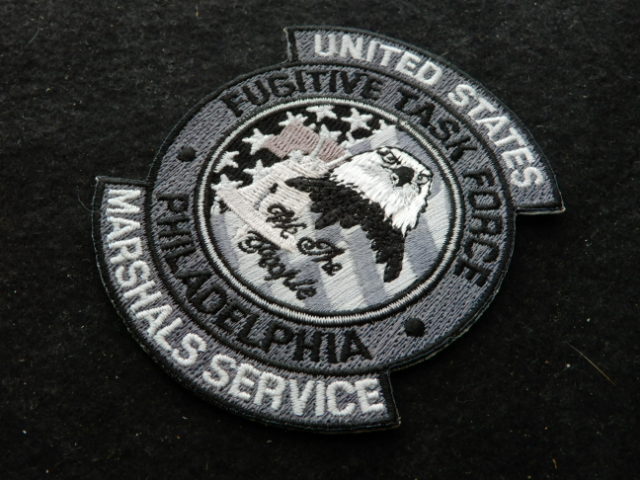 UNITED STATES
FUGITIVE TASK FORCE
We The
People
PHILADELPHIA
MARSHALS SERVICE